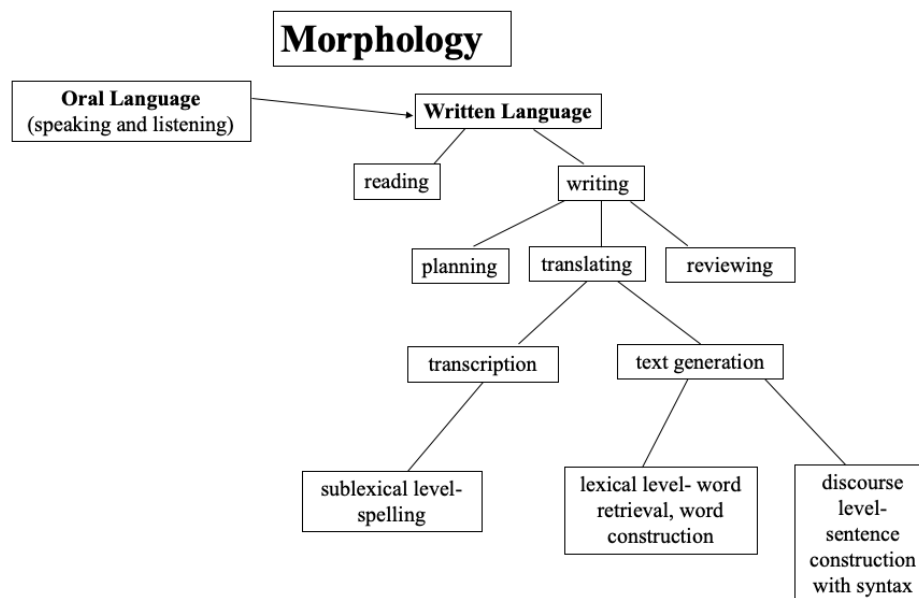 Morphology
Oral Language
(speaking and listening)
Written Language
reading
writing
planning
translating
reviewing
transcription
text generation
sublexical level-
spelling
lexical level- word
retrieval, word
construction
discourse
level-
sentence
construction
with syntax